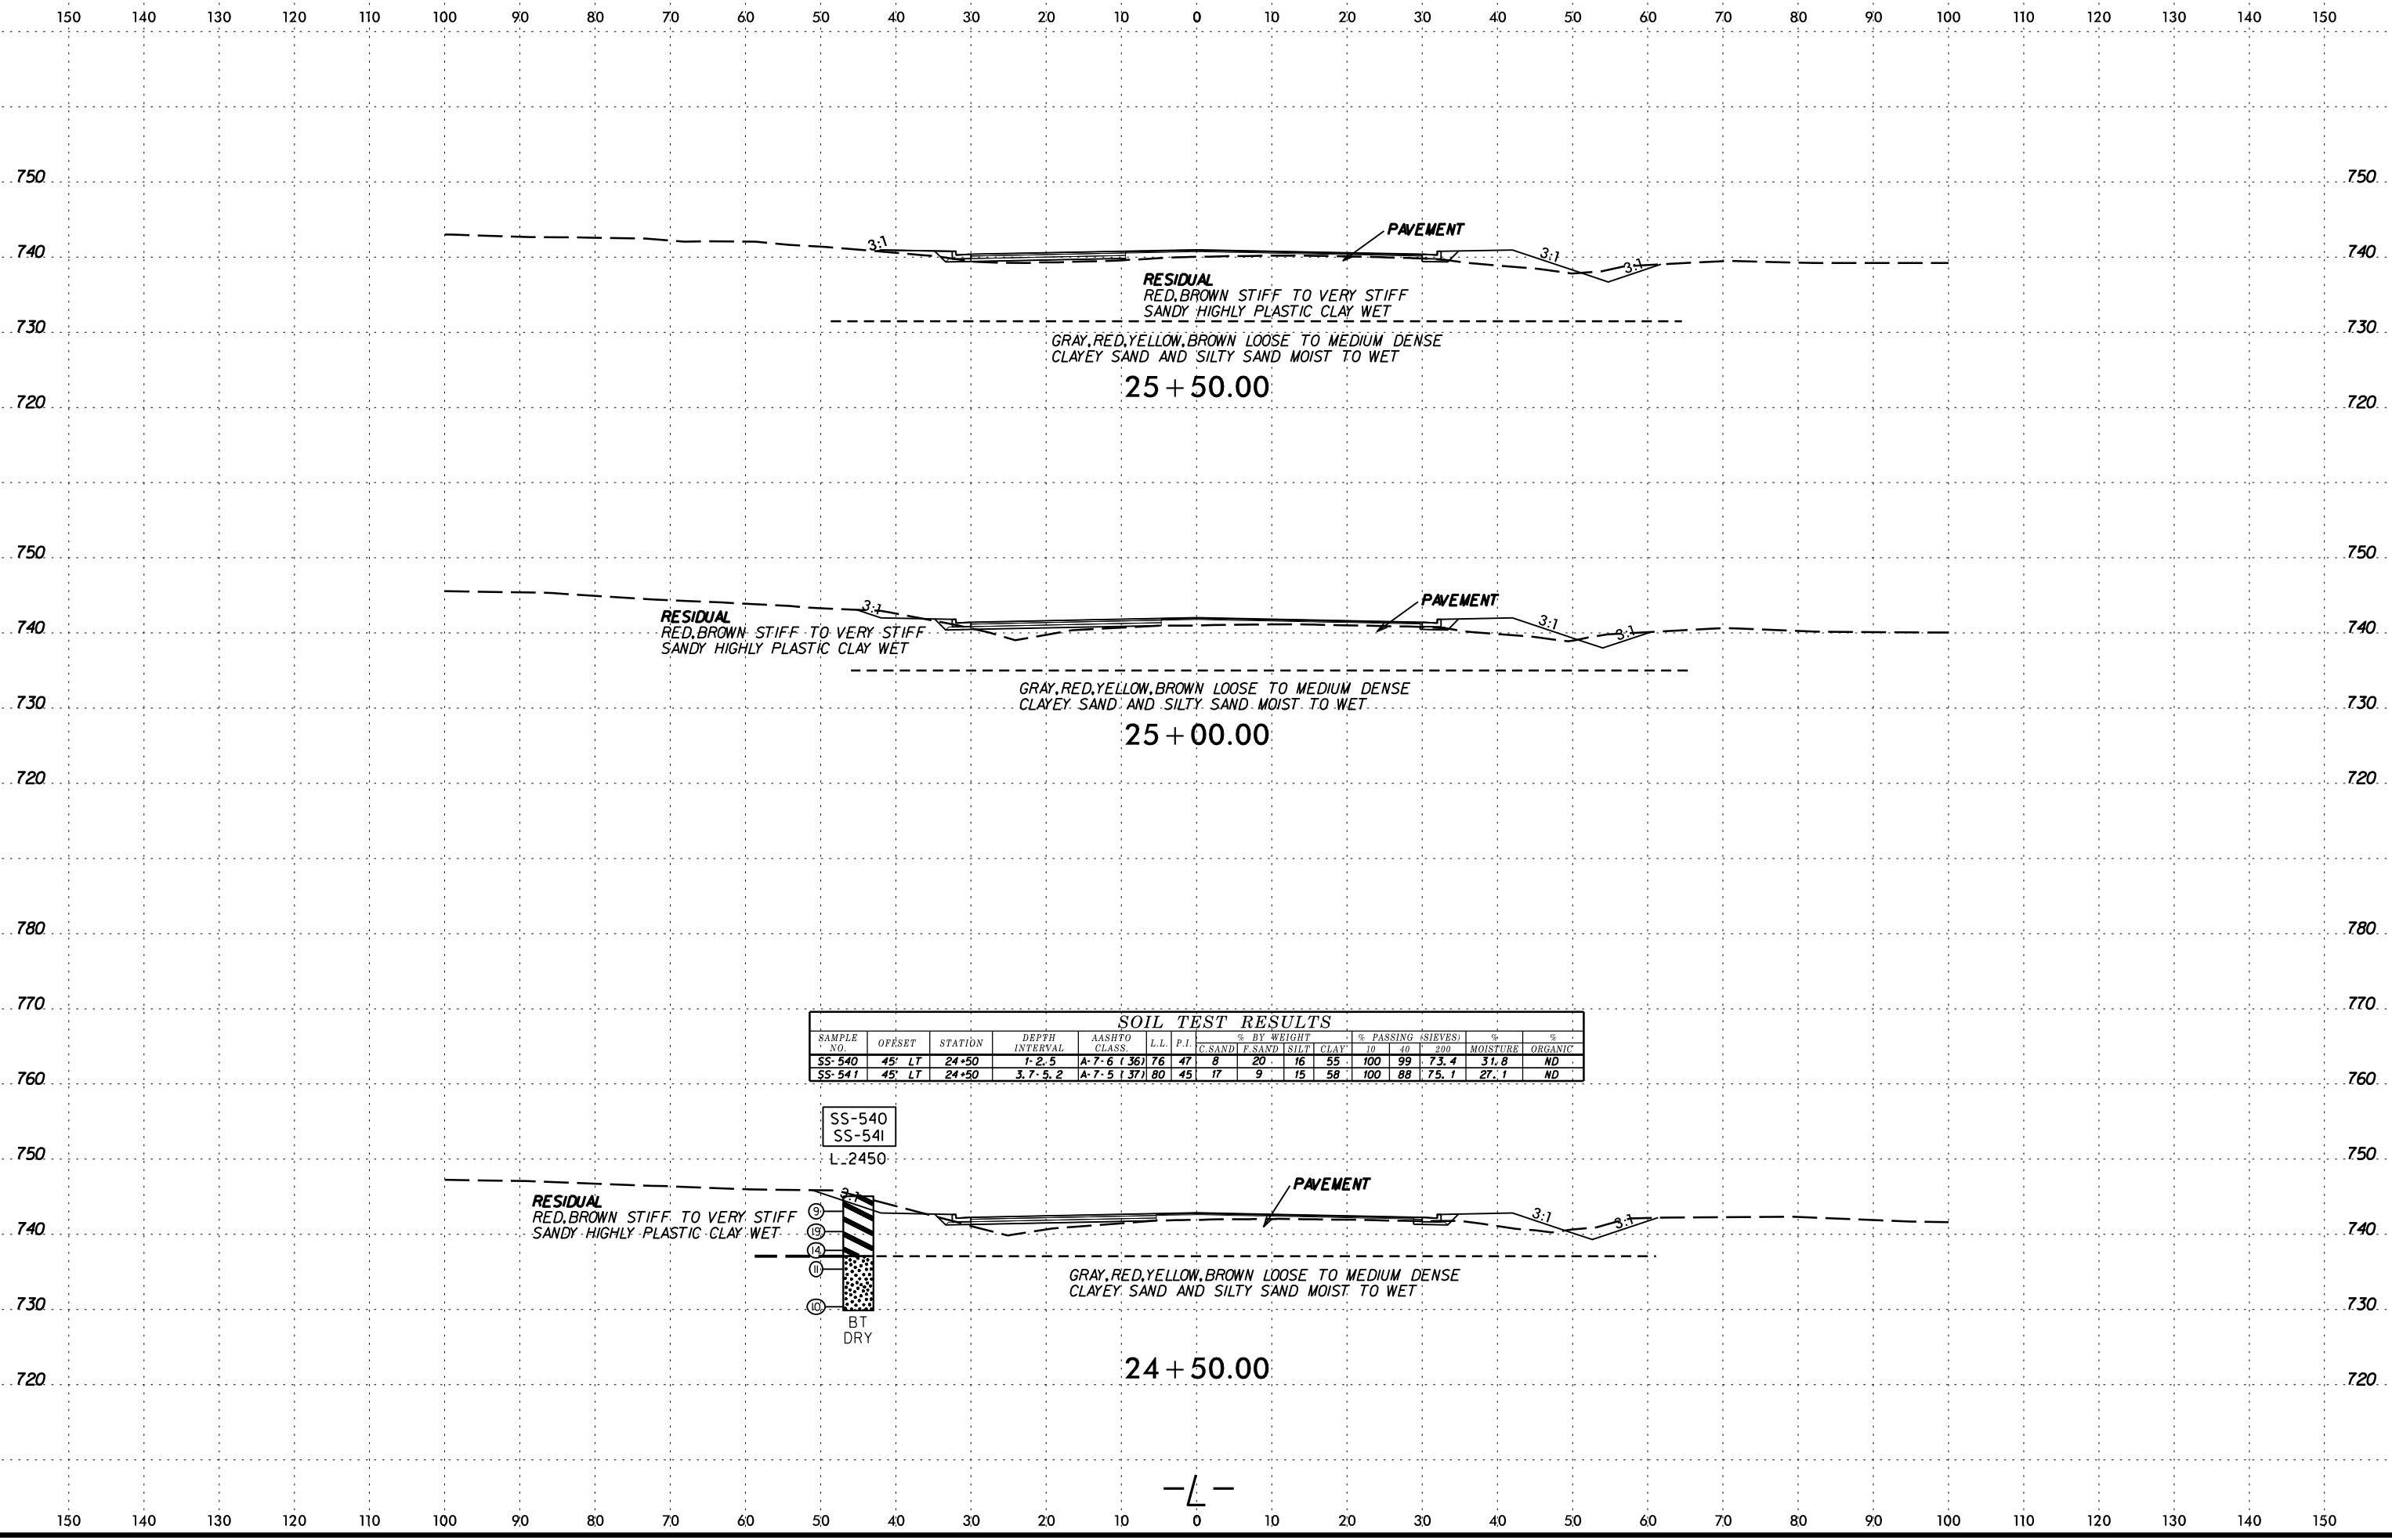 150 140 130 120 110 100 90 80 70 60 50 40 30 20 10 0 10 20 30 40 50 60 70 80 90 100 110 120 130 140 150
750 750
PAVEMENT
3:1
740 3:1 3:1 740
RESIDUAL
RED,BROWN STIFF TO VERY STIFF
SANDY HIGHLY PLASTIC CLAY WET
730 730
GRAY,RED,YELLOW,BROWN LOOSE TO MEDIUM DENSE
CLAYEY SAND AND SILTY SAND MOIST TO WET
25+50.00
720 720
750 750
PAVEMENT
3:1
RESIDUAL 3:1
740 740
RED,BROWN STIFF TO VERY STIFF 3:1
SANDY HIGHLY PLASTIC CLAY WET
GRAY,RED,YELLOW,BROWN LOOSE TO MEDIUM DENSE
730 CLAYEY SAND AND SILTY SAND MOIST TO WET 730
25+00.00
720 720
780 780
770 770
SOIL TEST RESULTS
SAMPLE NO. OFFSET STATION DEPTH INTERVAL AASHTO CLASS. L.L. P.I. % BY WEIGHT % PASSING (SIEVES) % MOISTURE % ORGANIC
C.SAND F.SAND SILT CLAY 10 40 200
SS-540 45' LT 24+50 1-2.5 A-7-6 (36) 76 47 8 20 16 55 100 99 73.4 31.8 ND
SS-541 45' LT 24+50 3.7-5.2 A-7-5 (37) 80 45 17 9 15 58 100 88 75.1 27.1 ND
760 760
SS-540
SS-541
750 L_2450 750
PAVEMENT
3:1
RESIDUAL
9
RED,BROWN STIFF TO VERY STIFF 3:1
SANDY HIGHLY PLASTIC CLAY WET 3:1
740 19 740
14
11
GRAY,RED,YELLOW,BROWN LOOSE TO MEDIUM DENSE
CLAYEY SAND AND SILTY SAND MOIST TO WET
730 10 730
BT
DRY
24+50.00
720 720
-L-
150 140 130 120 110 100 90 80 70 60 50 40 30 20 10 0 10 20 30 40 50 60 70 80 90 100 110 120 130 140 150